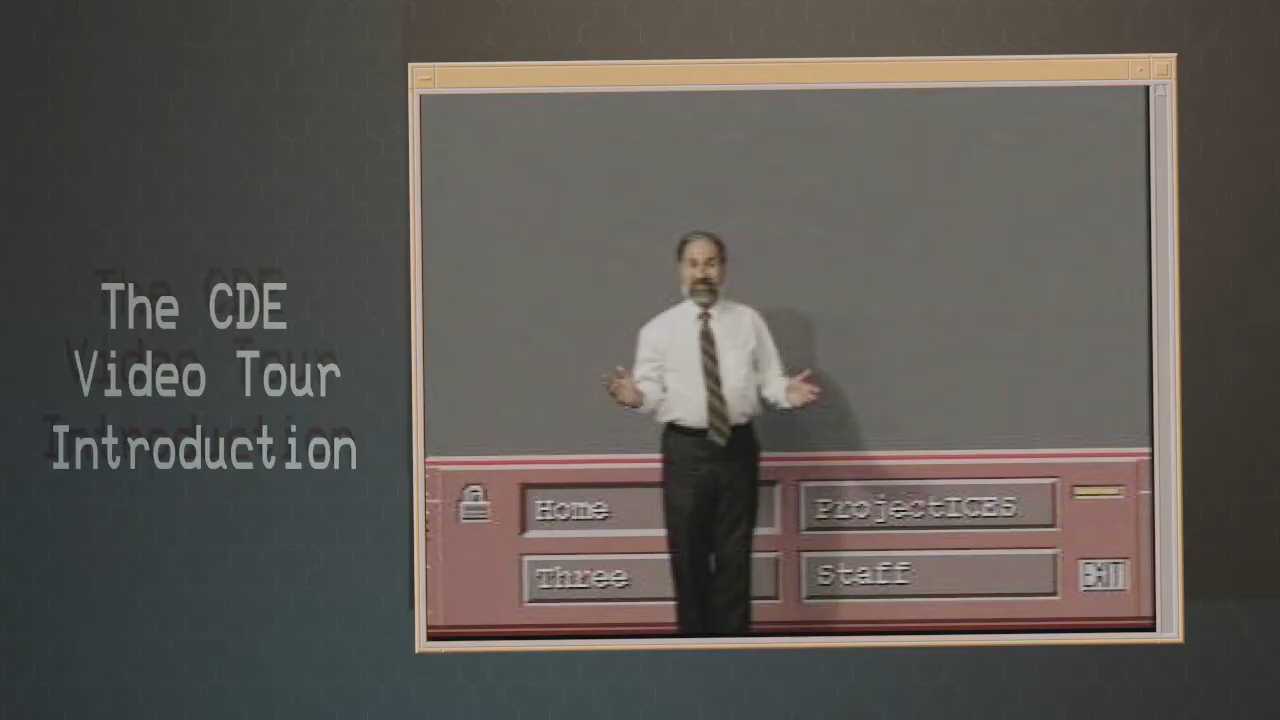 The CDE
Video Tour
Introduction
Home
ProjectICES
Three
Staff
EXIT